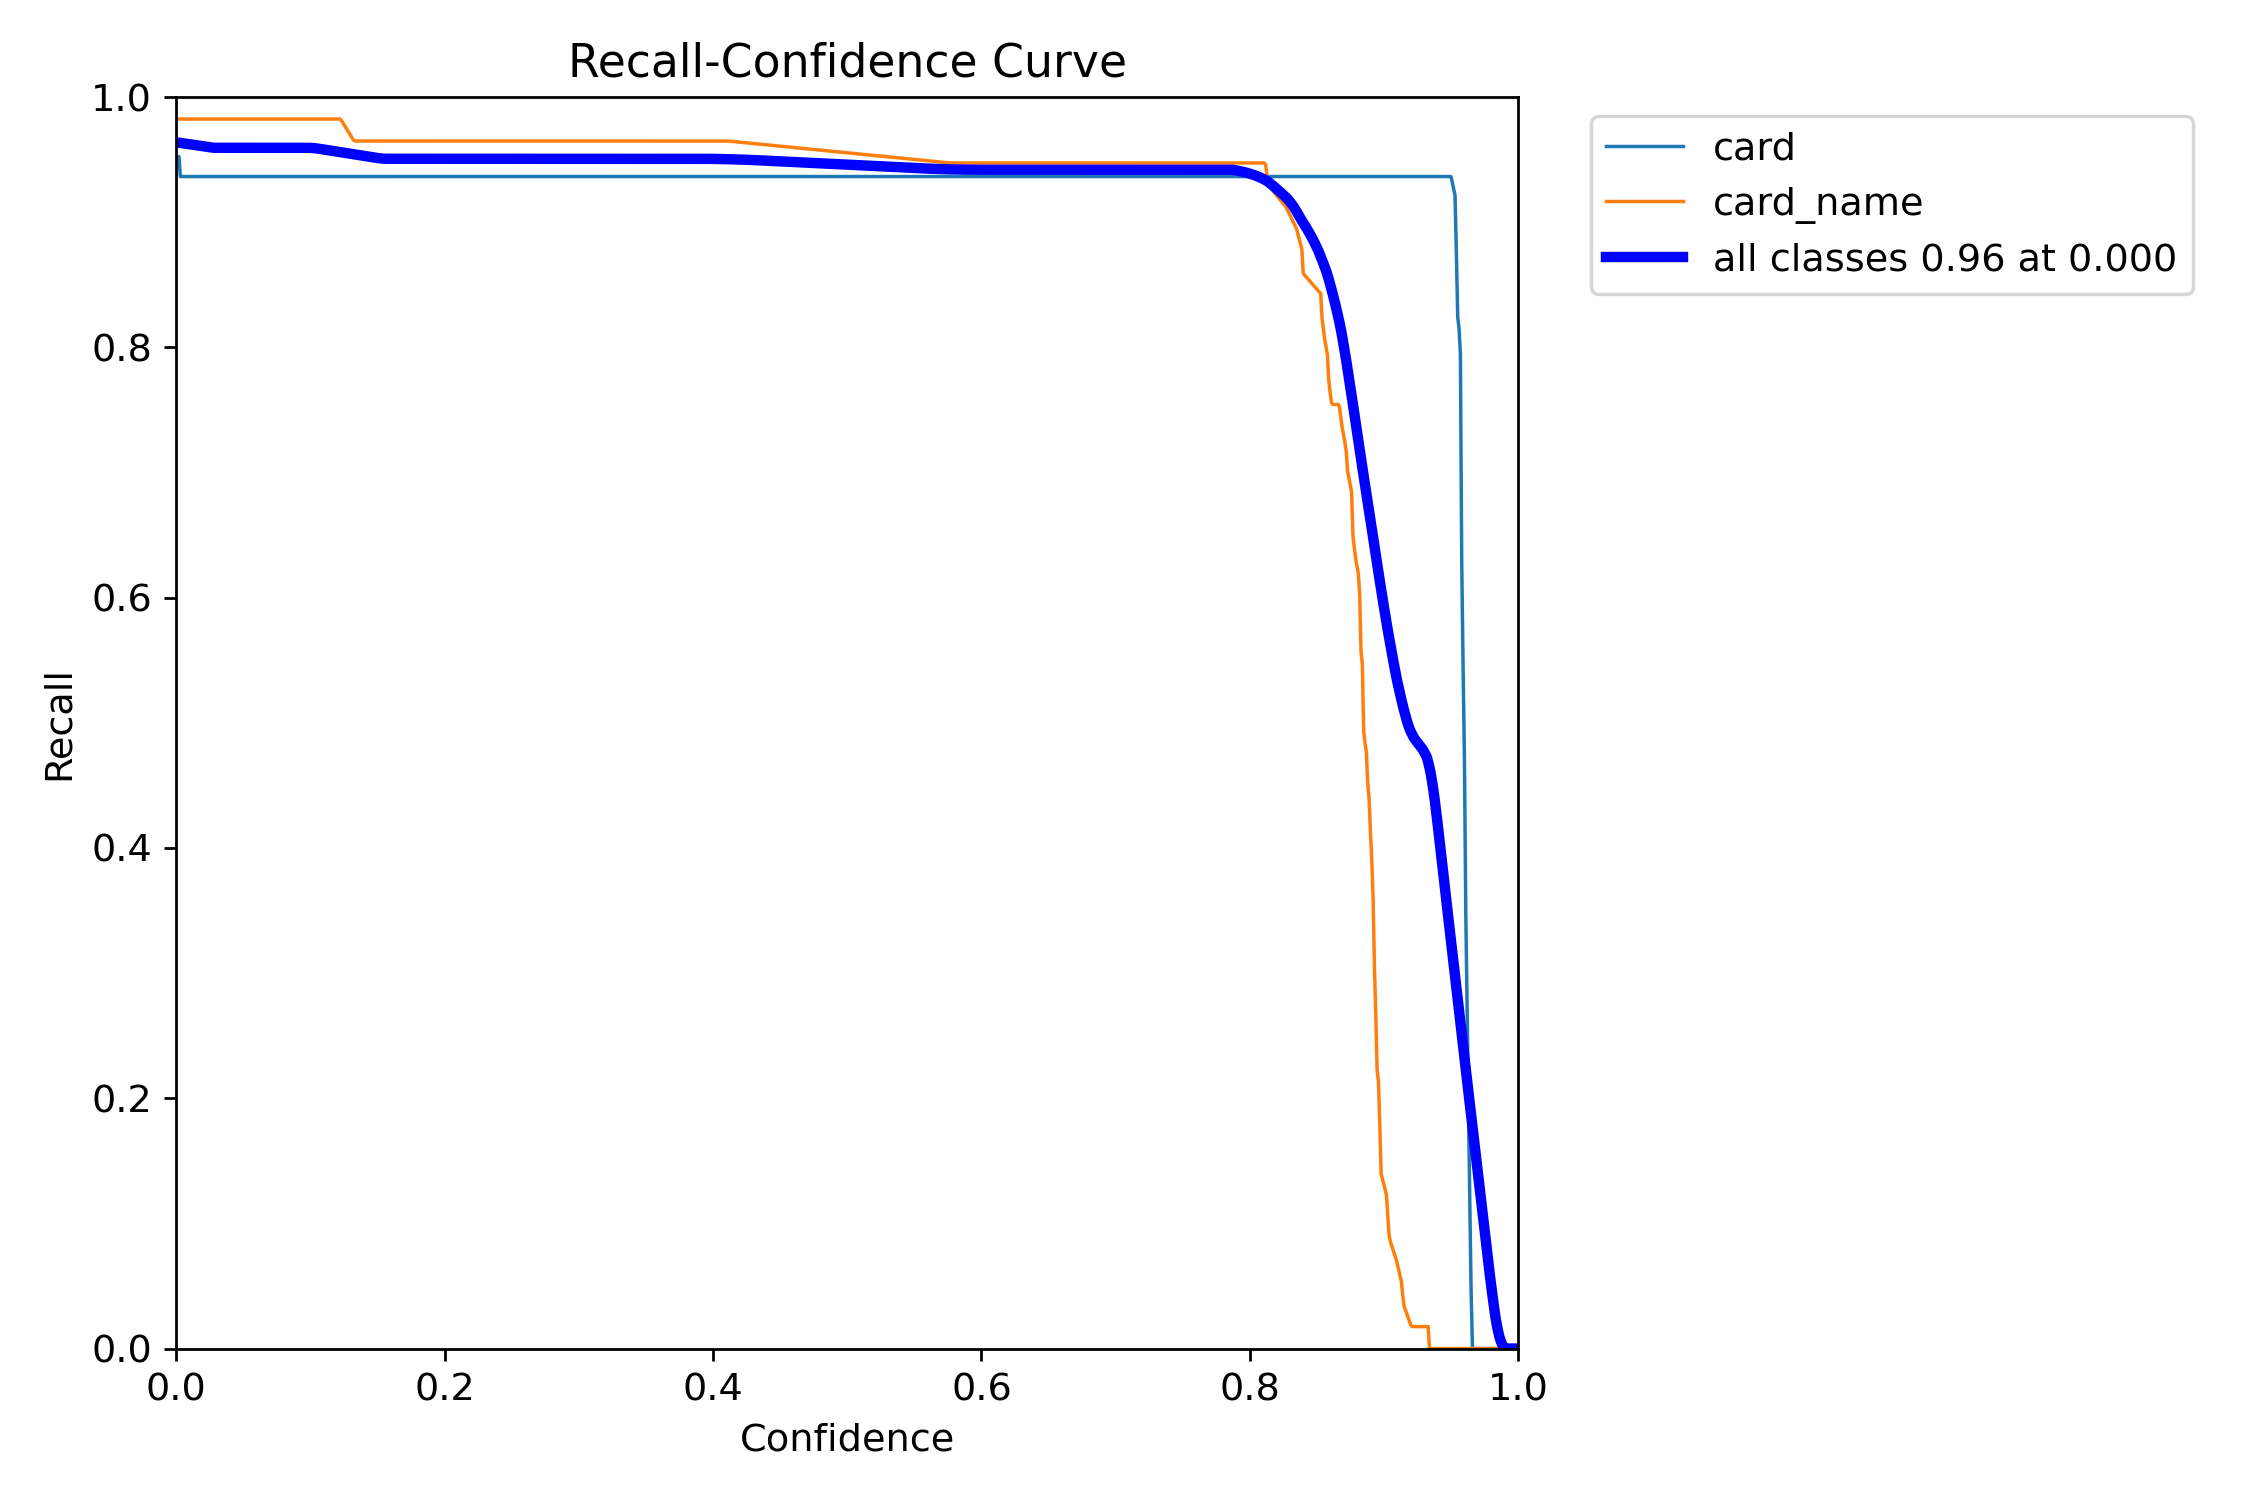 Recall-Confidence Curve
1.0
0.8
0.6
0.4
0.2
0.0
Recall
0.0 0.2 0.4 0.6 0.8 1.0
Confidence
card
card_name
all classes 0.96 at 0.000